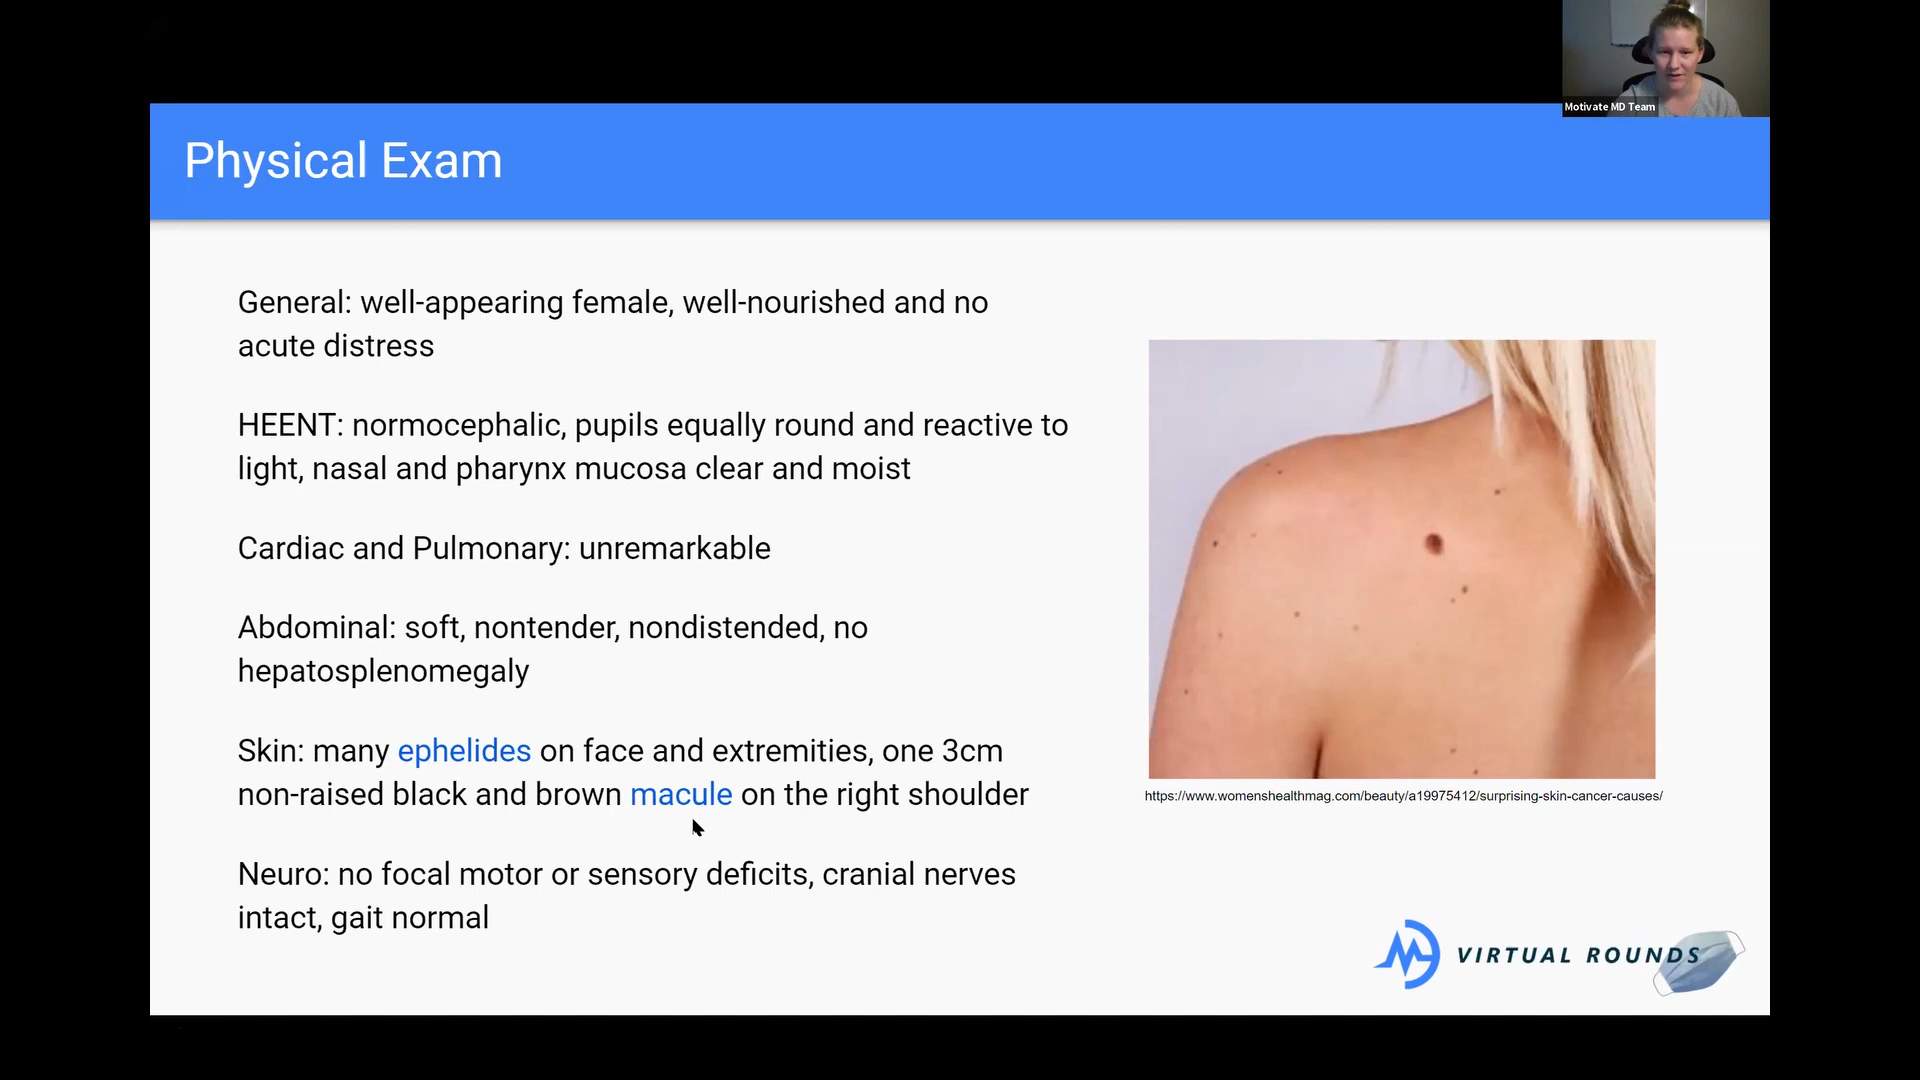 Motivate MD Team
Physical Exam
General: well-appearing female, well-nourished and no
acute distress
HEENT: normocephalic, pupils equally round and reactive to
light, nasal and pharynx mucosa clear and moist
Cardiac and Pulmonary: unremarkable
Abdominal: soft, nontender, nondistended, no
hepatosplenomegaly
Skin: many ephelides on face and extremities, one 3cm
non-raised black and brown macule on the right shoulder
Neuro: no focal motor or sensory deficits, cranial nerves
intact, gait normal
https://www.womenshealthmag.com/beauty/a19975412/surprising-skin-cancer-causes/
VIRTUAL ROUNDS